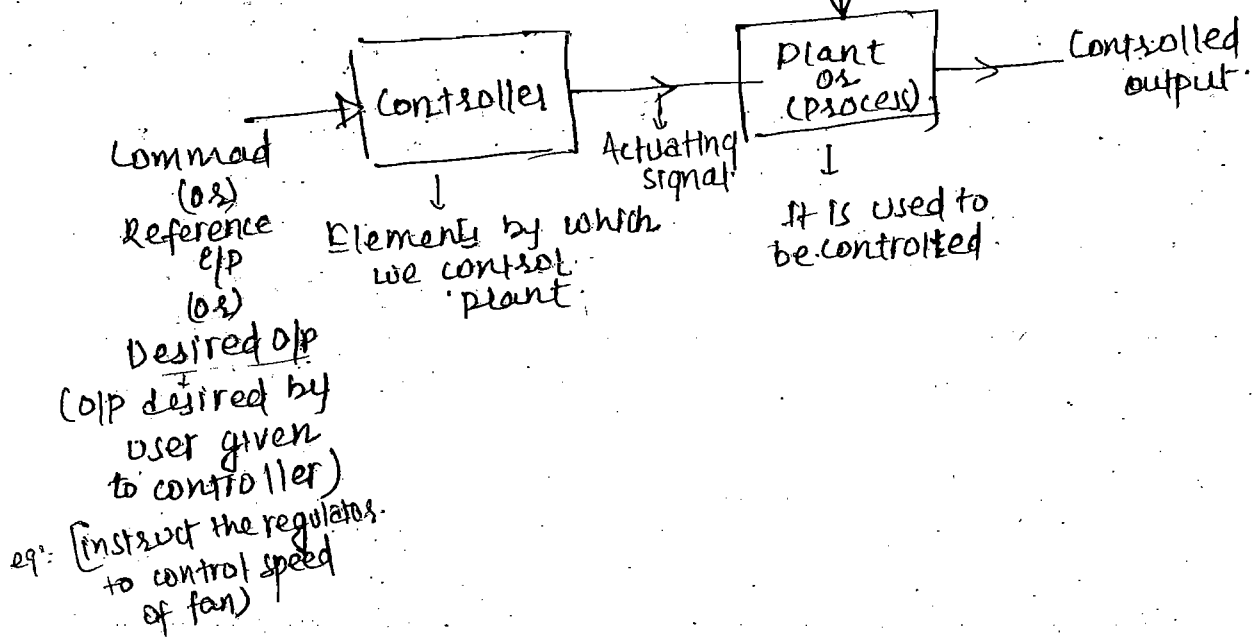 Controller
Plant
or
(process)
Controlled
output.
Actuating
signal.
Commad
(or)
Reference
i/p
(or)
Desired o/p
(o/p desired by
user given
to controller)
eg: [instruct the regulator
to control speed
of fan)
Elements by which
we control
plant.
It is used to
be controlled.